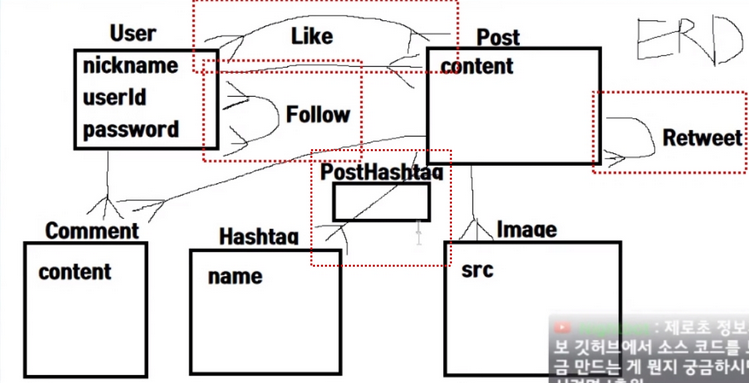 User
Like
Post
ERD
nickname
userId
password
content
Follow
Retweet
PostHashtag
Comment
Hashtag
Image
content
name
src
: 제로초 정보
보 깃허브에서 소스 코드를
금 만드는 게 뭔지 궁금하시